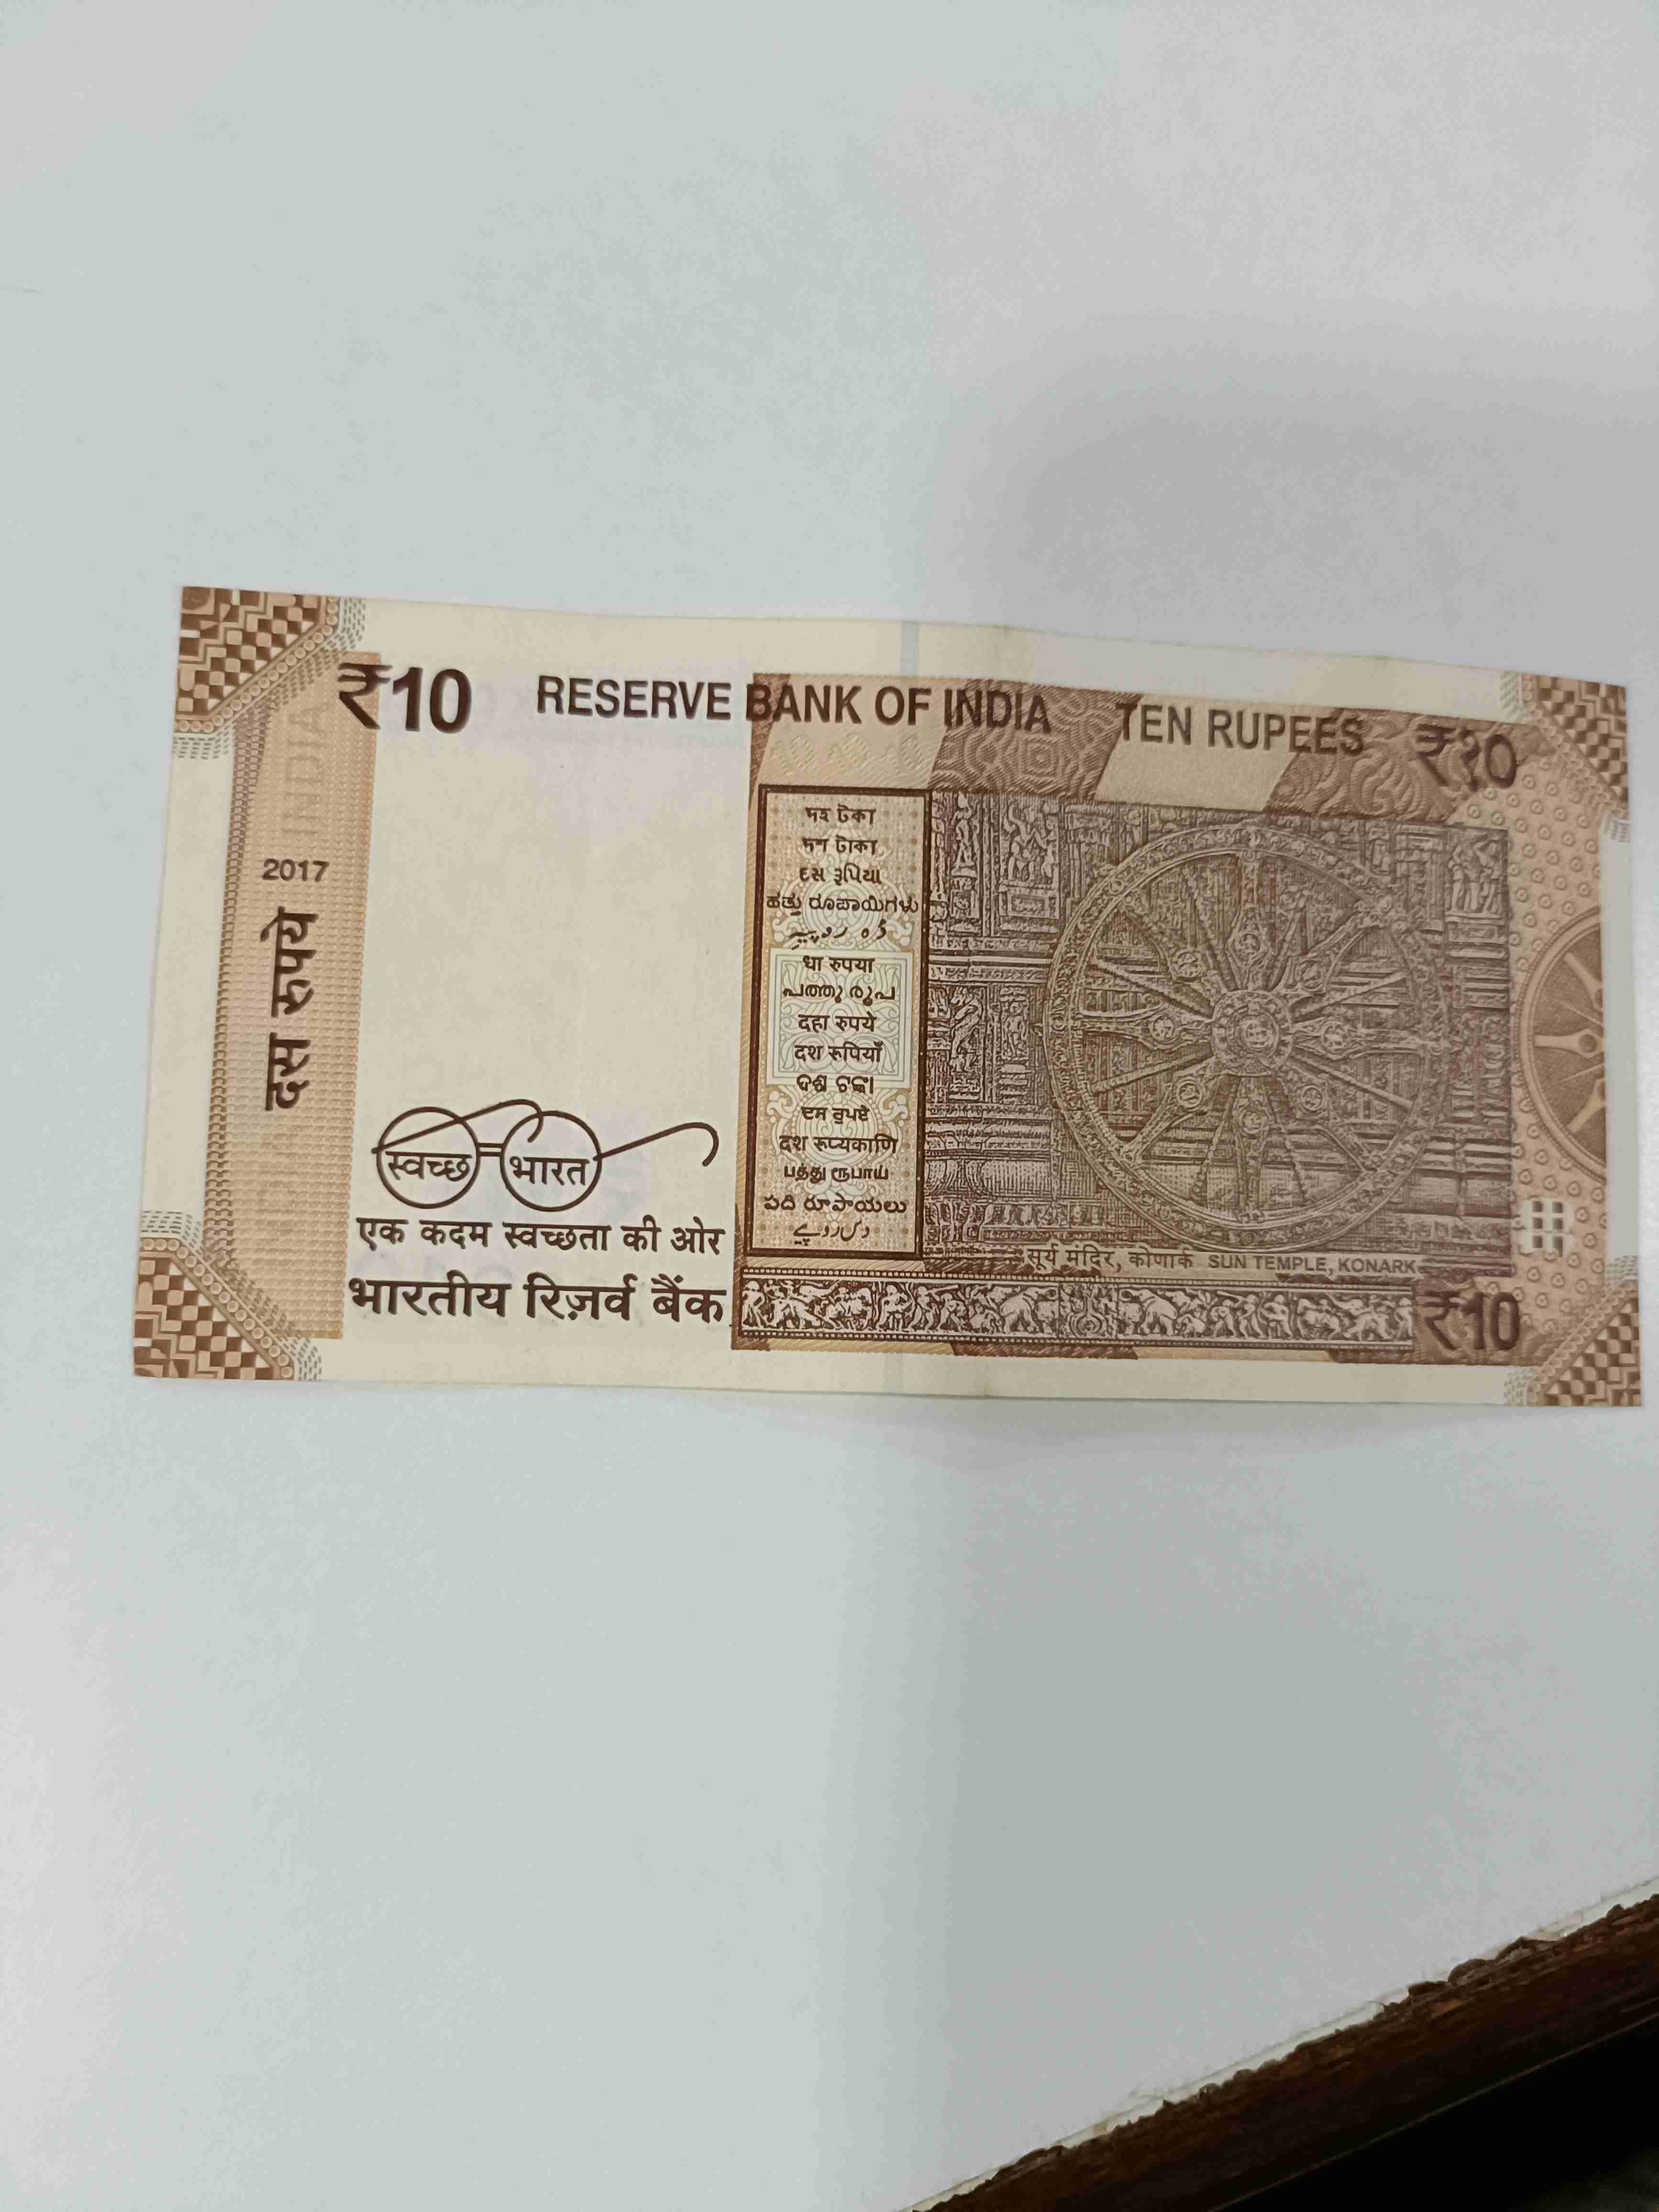 ₹10 RESERVE BANK OF INDIA TEN RUPEES ₹१०
INDIA
2017
दस रुपये
দহ টকা
দশ টাকা
દસ રૂપિયા
ಹತ್ತು ರೂಪಾಯಿಗಳು
धा रुपया
പത്തു രൂപ
दहा रुपये
दश रूपियाँ
ଦଶ ଟଙ୍କା
ਦਸ ਰੁਪਏ
दश रूप्यकाणि
பத்து ரூபாய்
పది రూపాయలు
دس روپے
स्वच्छ भारत
एक कदम स्वच्छता की ओर
भारतीय रिज़र्व बैंक
सूर्य मंदिर, कोणार्क SUN TEMPLE, KONARK
₹10